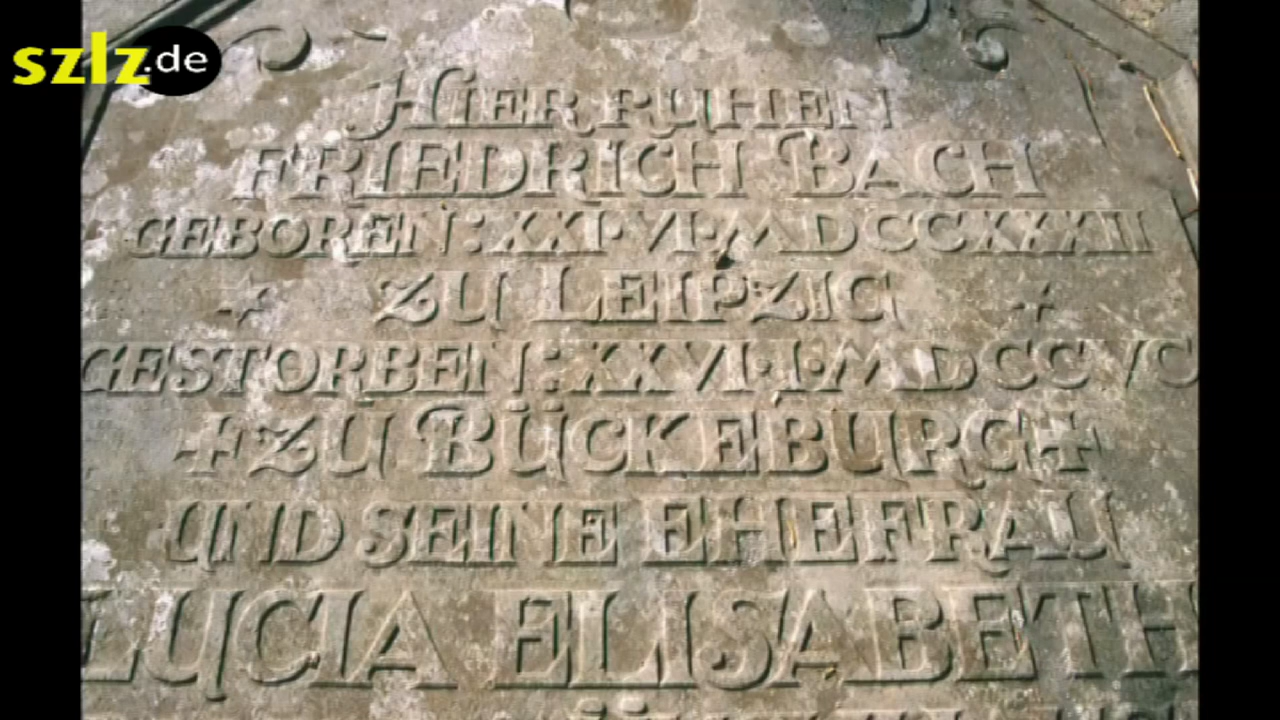 szlz.de
HIER RUHEN
FRIEDRICH BACH
GEBOREN: XXI·VI·MDCCXXXII
ZU LEIPZIG
GESTORBEN: XXVI·I·MDCCVC
ZU BÜCKEBURG
UND SEINE EHEFRAU
LUCIA ELISABETH